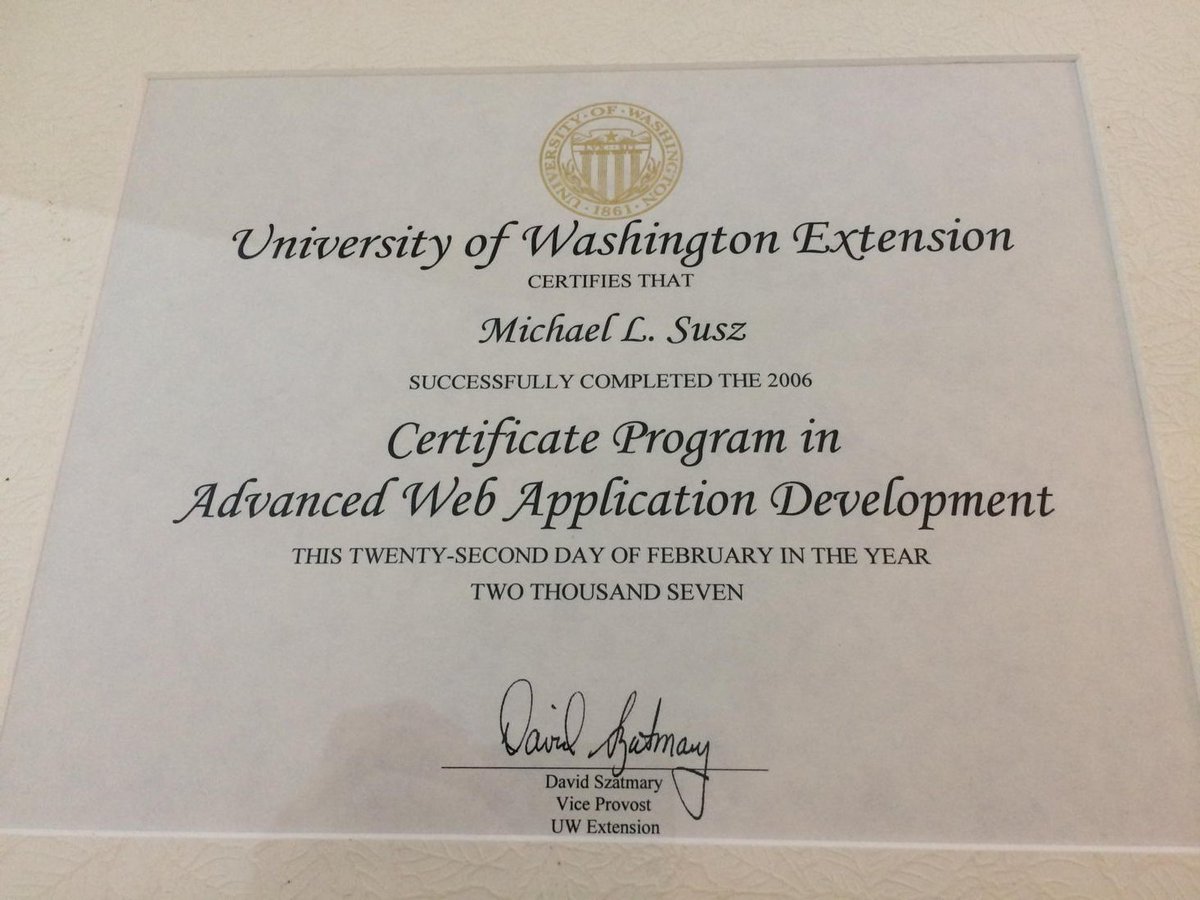 UNIVERSITY · OF · WASHINGTON · 1861
University of Washington Extension
CERTIFIES THAT
Michael L. Susz
SUCCESSFULLY COMPLETED THE 2006
Certificate Program in
Advanced Web Application Development
THIS TWENTY-SECOND DAY OF FEBRUARY IN THE YEAR
TWO THOUSAND SEVEN
David Szatmary
David Szatmary
Vice Provost
UW Extension